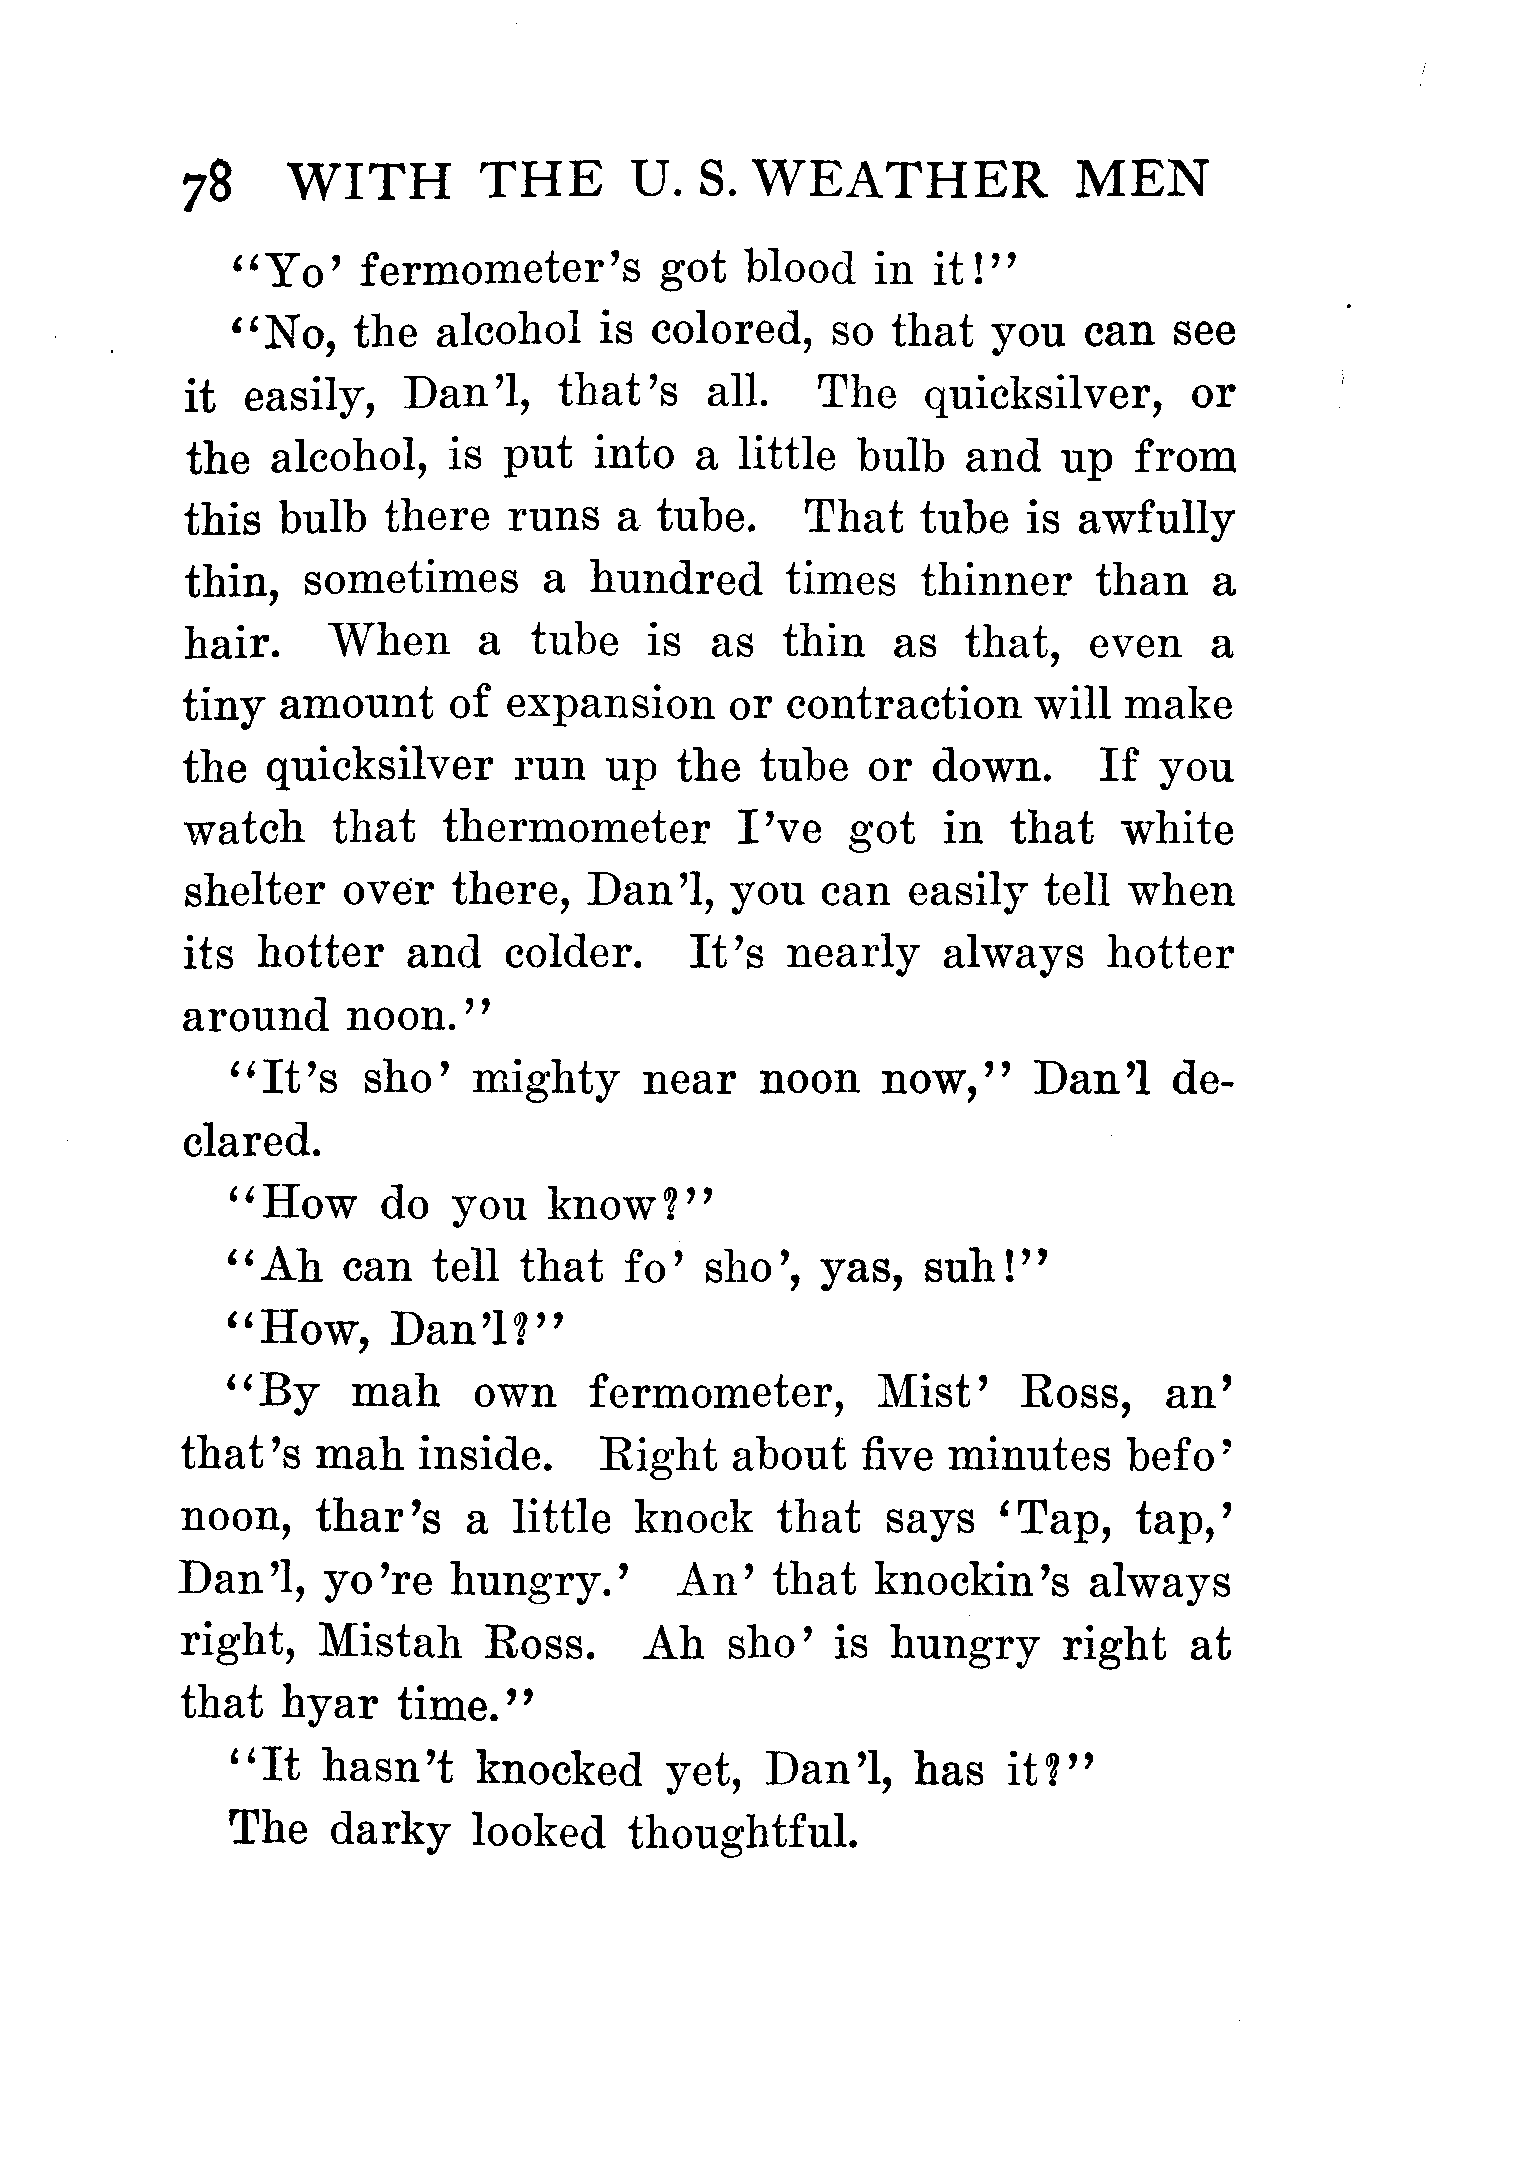 78 WITH THE U. S. WEATHER MEN
"Yo' fermometer's got blood in it!"
"No, the alcohol is colored, so that you can see
it easily, Dan'l, that's all. The quicksilver, or
the alcohol, is put into a little bulb and up from
this bulb there runs a tube. That tube is awfully
thin, sometimes a hundred times thinner than a
hair. When a tube is as thin as that, even a
tiny amount of expansion or contraction will make
the quicksilver run up the tube or down. If you
watch that thermometer I've got in that white
shelter over there, Dan'l, you can easily tell when
its hotter and colder. It's nearly always hotter
around noon."
"It's sho' mighty near noon now," Dan'l de-
clared.
"How do you know?"
"Ah can tell that fo' sho', yas, suh!"
"How, Dan'l?"
"By mah own fermometer, Mist' Ross, an'
that's mah inside. Right about five minutes befo'
noon, thar's a little knock that says 'Tap, tap,'
Dan'l, yo're hungry.' An' that knockin's always
right, Mistah Ross. Ah sho' is hungry right at
that hyar time."
"It hasn't knocked yet, Dan'l, has it?"
The darky looked thoughtful.